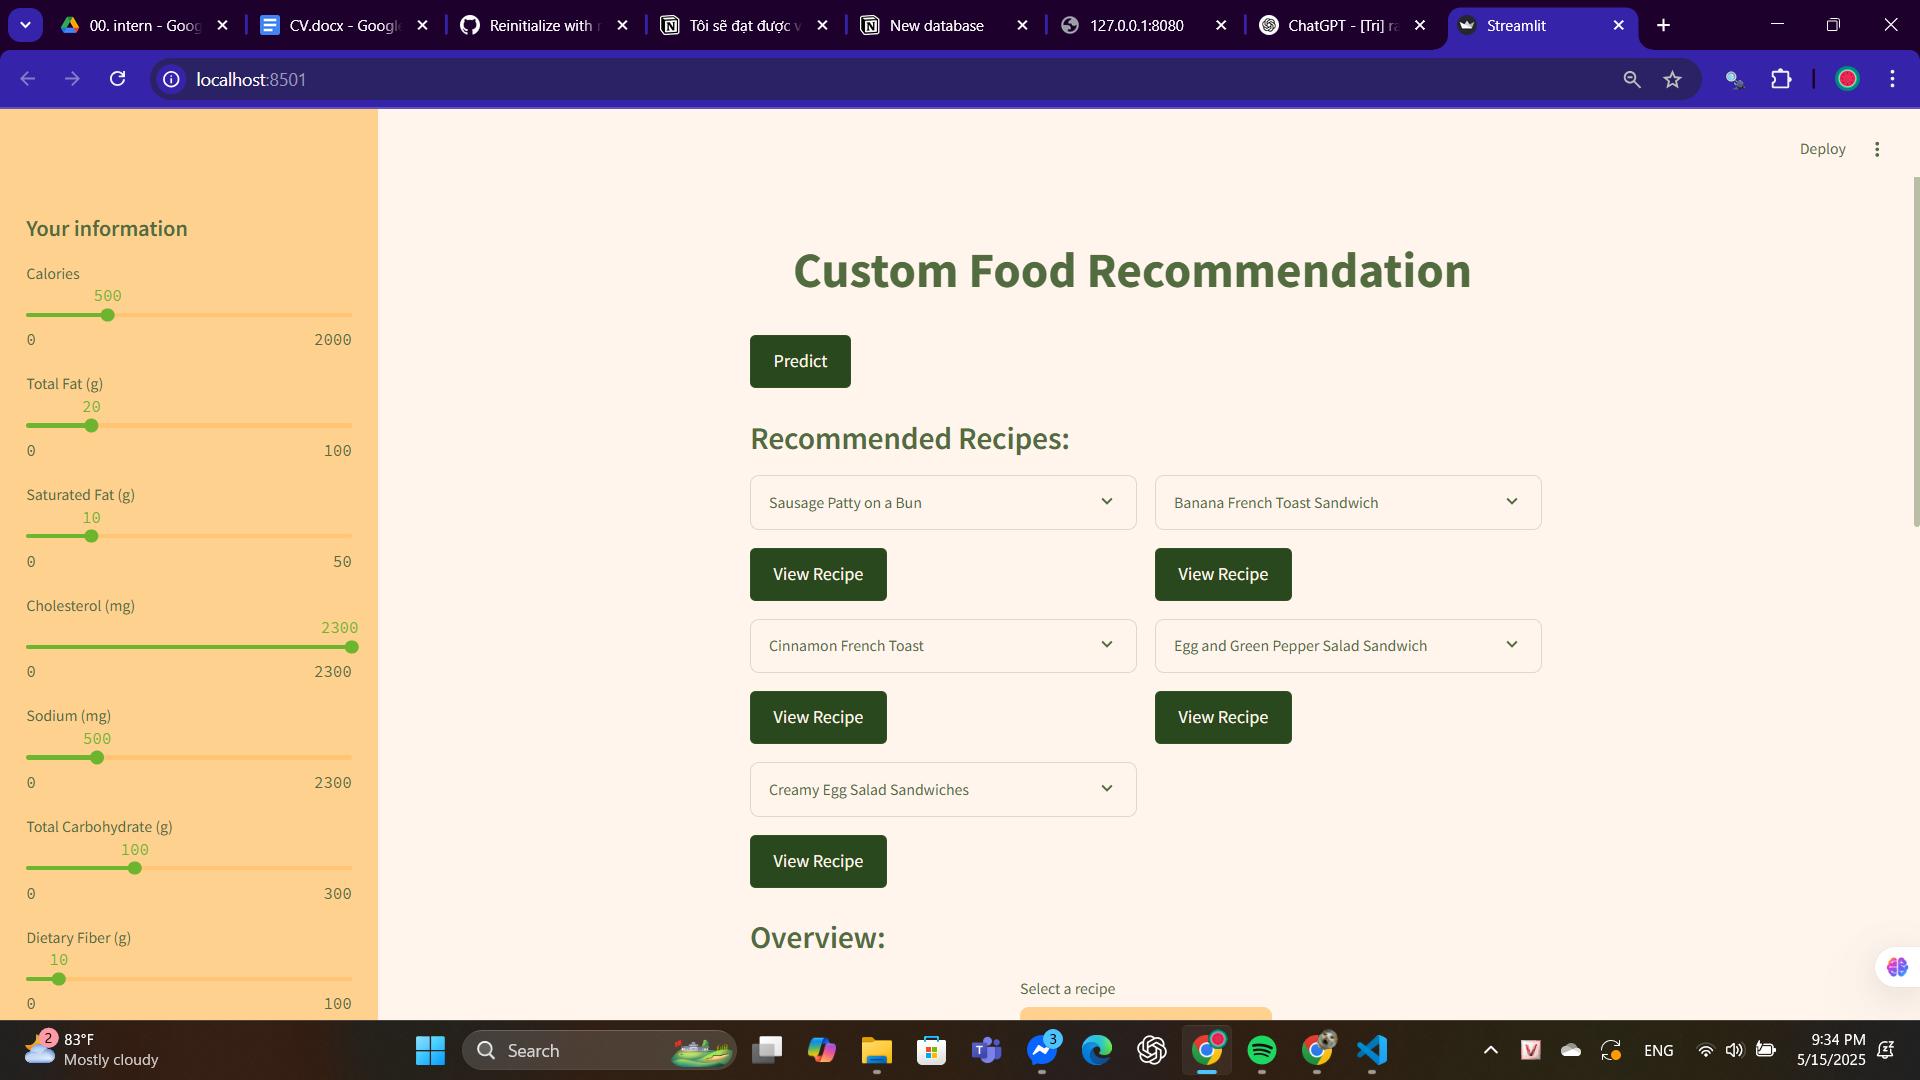 00. intern - Goog
CV.docx - Google
Reinitialize with r
Tôi sẽ đạt được v
New database
127.0.0.1:8080
ChatGPT - [Tri] ra
Streamlit
localhost:8501
Deploy
Your information
Calories
500
0 2000
Total Fat (g)
20
0 100
Saturated Fat (g)
10
0 50
Cholesterol (mg)
2300
0 2300
Sodium (mg)
500
0 2300
Total Carbohydrate (g)
100
0 300
Dietary Fiber (g)
10
0 100
Custom Food Recommendation
Predict
Recommended Recipes:
Sausage Patty on a Bun
Banana French Toast Sandwich
View Recipe
View Recipe
Cinnamon French Toast
Egg and Green Pepper Salad Sandwich
View Recipe
View Recipe
Creamy Egg Salad Sandwiches
View Recipe
Overview:
Select a recipe
2
83°F
Mostly cloudy
Search
3
ENG
9:34 PM
5/15/2025